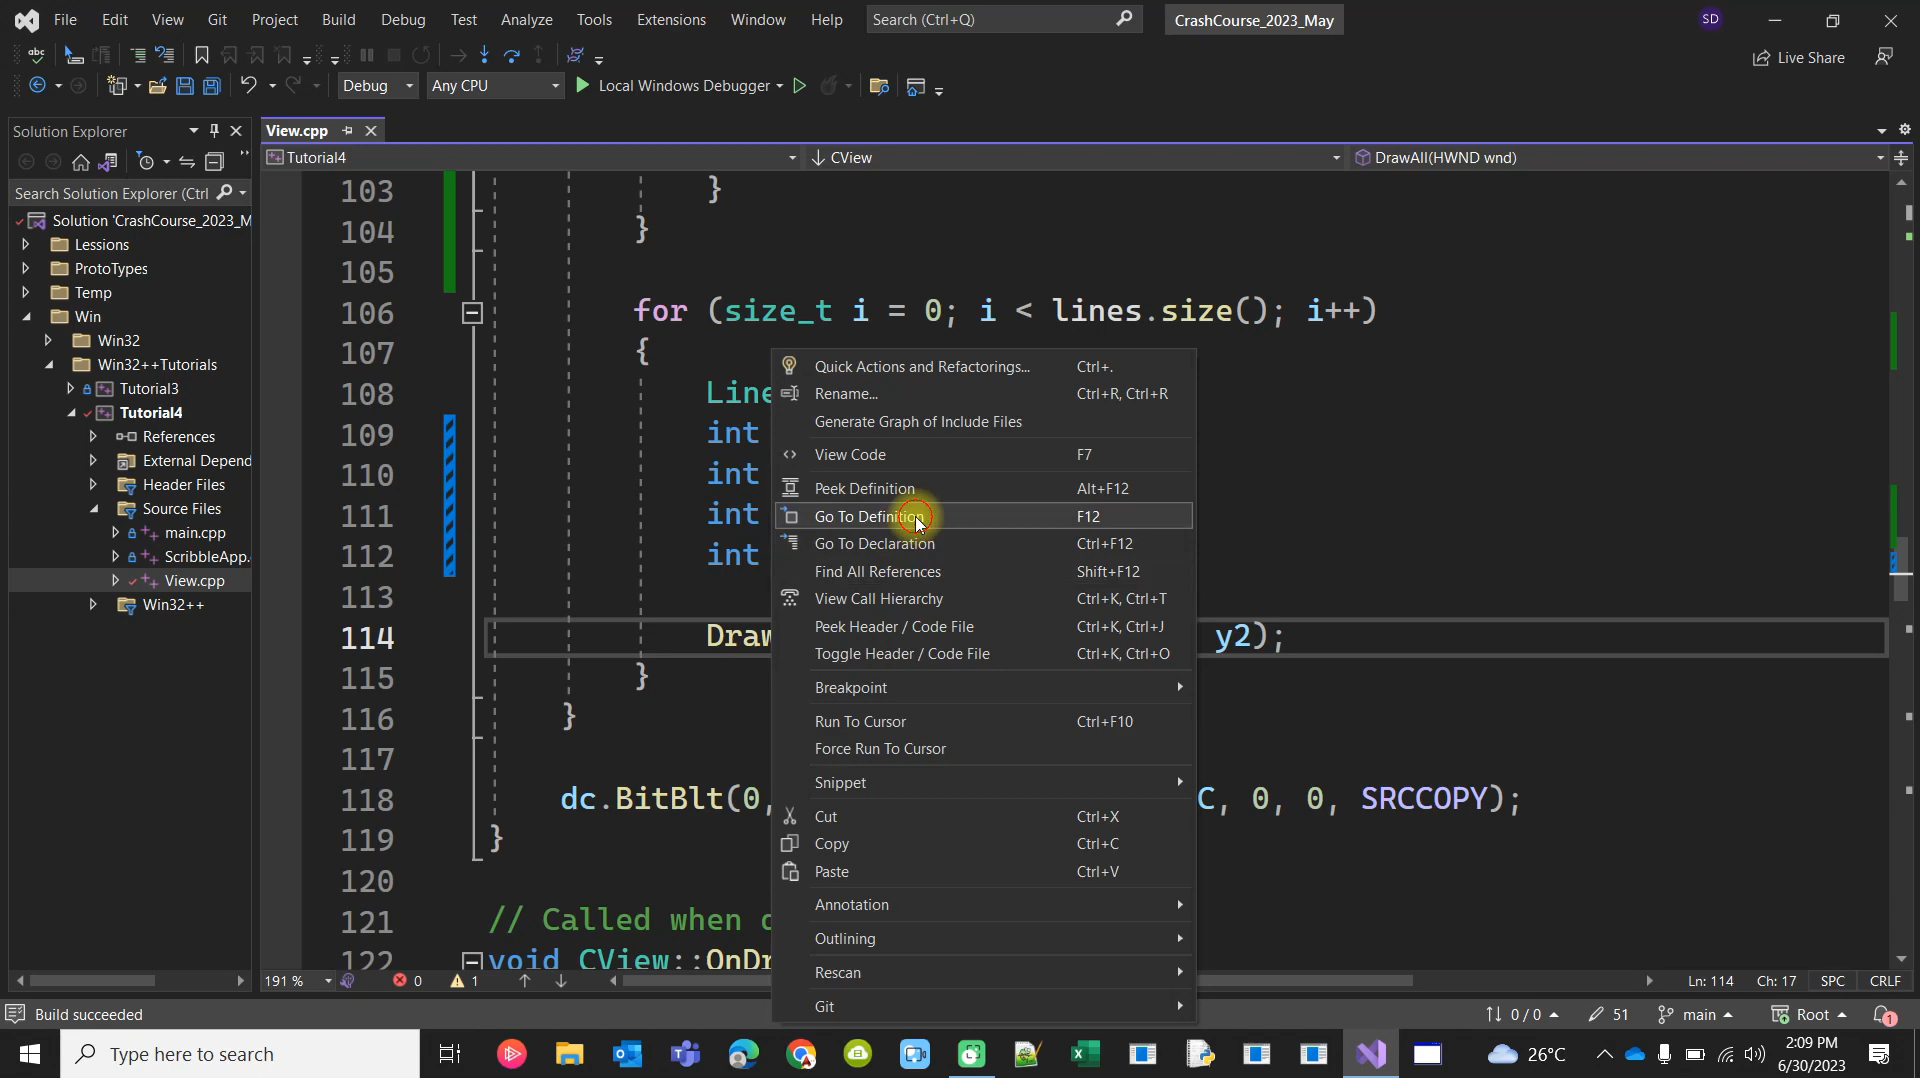 File Edit View Git Project Build Debug Test Analyze Tools Extensions Window Help Search (Ctrl+Q) CrashCourse_2023_May SD
Live Share
Debug Any CPU Local Windows Debugger
Solution Explorer
View.cpp
Tutorial4 CView DrawAll(HWND wnd)
Search Solution Explorer (Ctrl
Solution 'CrashCourse_2023_M
Lessions
ProtoTypes
Temp
Win
Win32
Win32++Tutorials
Tutorial3
Tutorial4
References
External Depend
Header Files
Source Files
main.cpp
ScribbleApp.
View.cpp
Win32++
103 }
104 }
105
106 for (size_t i = 0; i < lines.size(); i++)
107 {
108 Line
109 int
110 int
111 int
112 int
113
114 Draw y2);
115 }
116 }
117
118 dc.BitBlt(0, C, 0, 0, SRCCOPY);
119 }
120
121 // Called when
122 void CView::OnDr
Quick Actions and Refactorings... Ctrl+.
Rename... Ctrl+R, Ctrl+R
Generate Graph of Include Files
View Code F7
Peek Definition Alt+F12
Go To Definition F12
Go To Declaration Ctrl+F12
Find All References Shift+F12
View Call Hierarchy Ctrl+K, Ctrl+T
Peek Header / Code File Ctrl+K, Ctrl+J
Toggle Header / Code File Ctrl+K, Ctrl+O
Breakpoint
Run To Cursor Ctrl+F10
Force Run To Cursor
Snippet
Cut Ctrl+X
Copy Ctrl+C
Paste Ctrl+V
Annotation
Outlining
Rescan
Git
191 % 0 1 Ln: 114 Ch: 17 SPC CRLF
Build succeeded 0 / 0 51 main Root 1
Type here to search 26°C 2:09 PM
6/30/2023